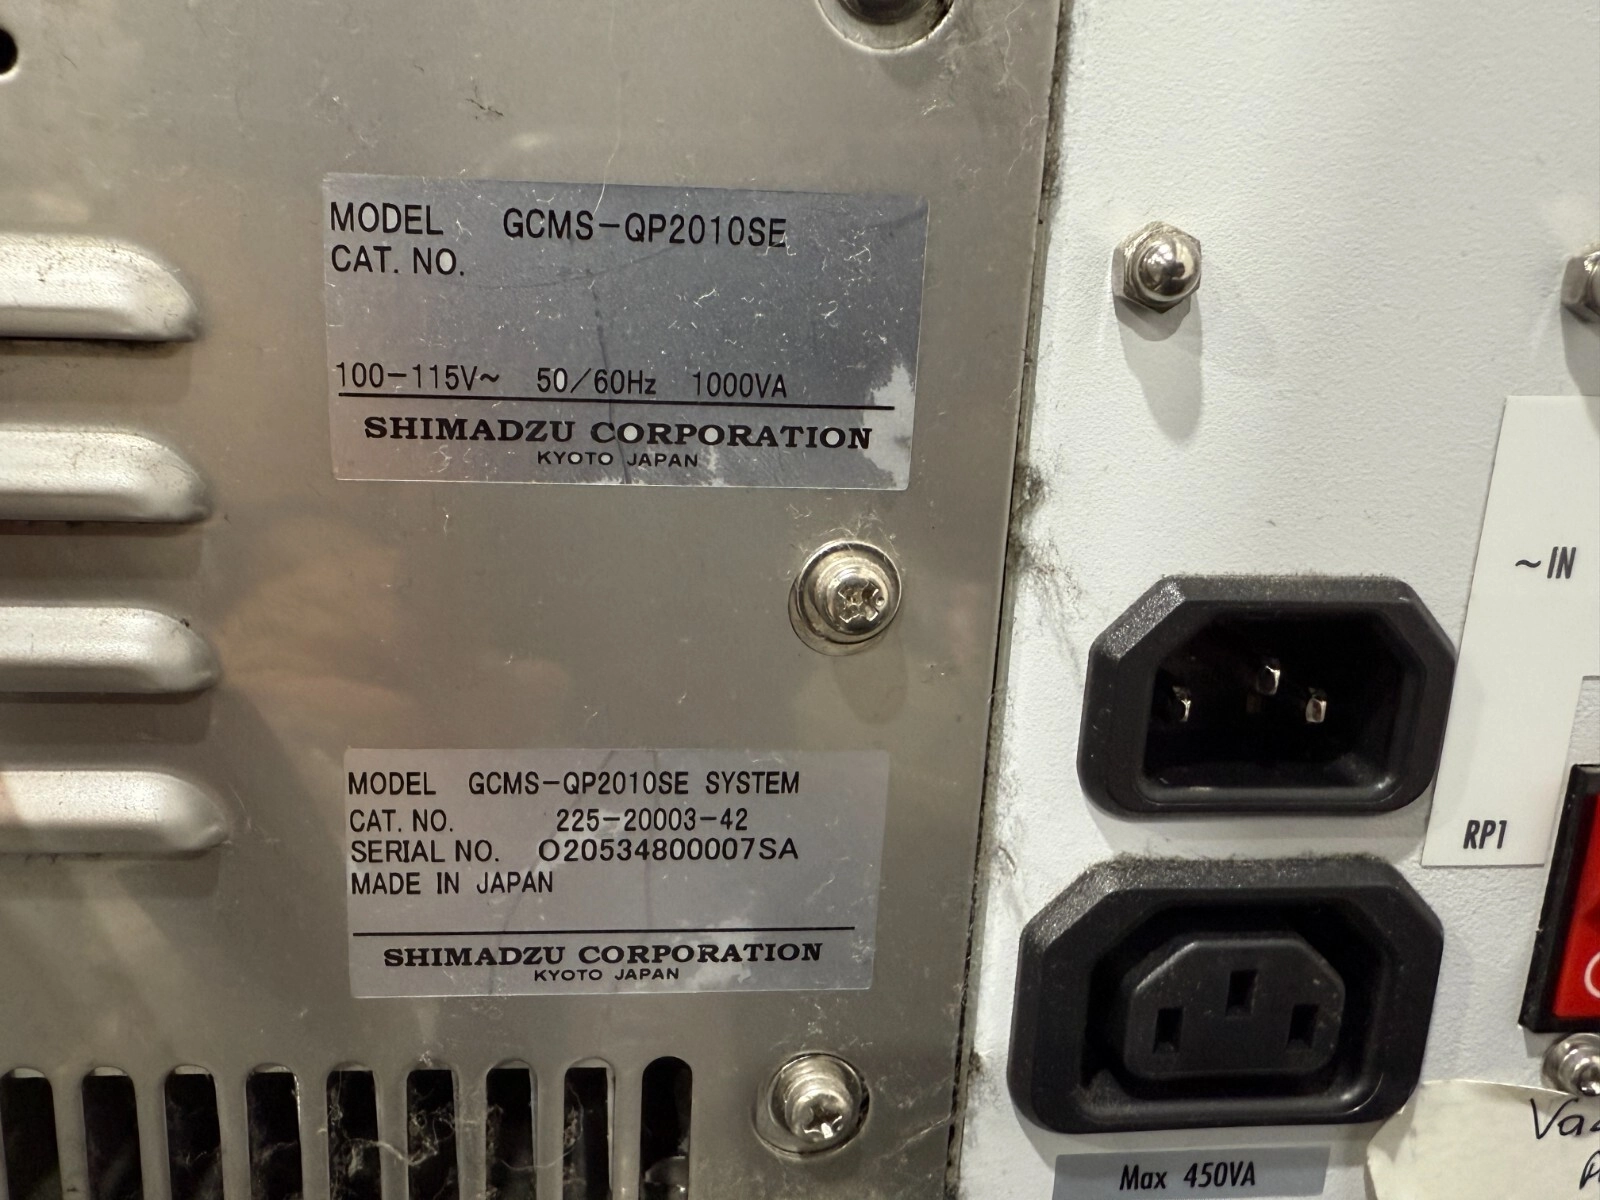 MODEL GCMS-QP2010SE
CAT. NO.
100-115V~ 50/60Hz 1000VA
SHIMADZU CORPORATION
KYOTO JAPAN
MODEL GCMS-QP2010SE SYSTEM
CAT. NO. 225-20003-42
SERIAL NO. O20534800007SA
MADE IN JAPAN
SHIMADZU CORPORATION
KYOTO JAPAN
~IN
RP1
Max 450VA